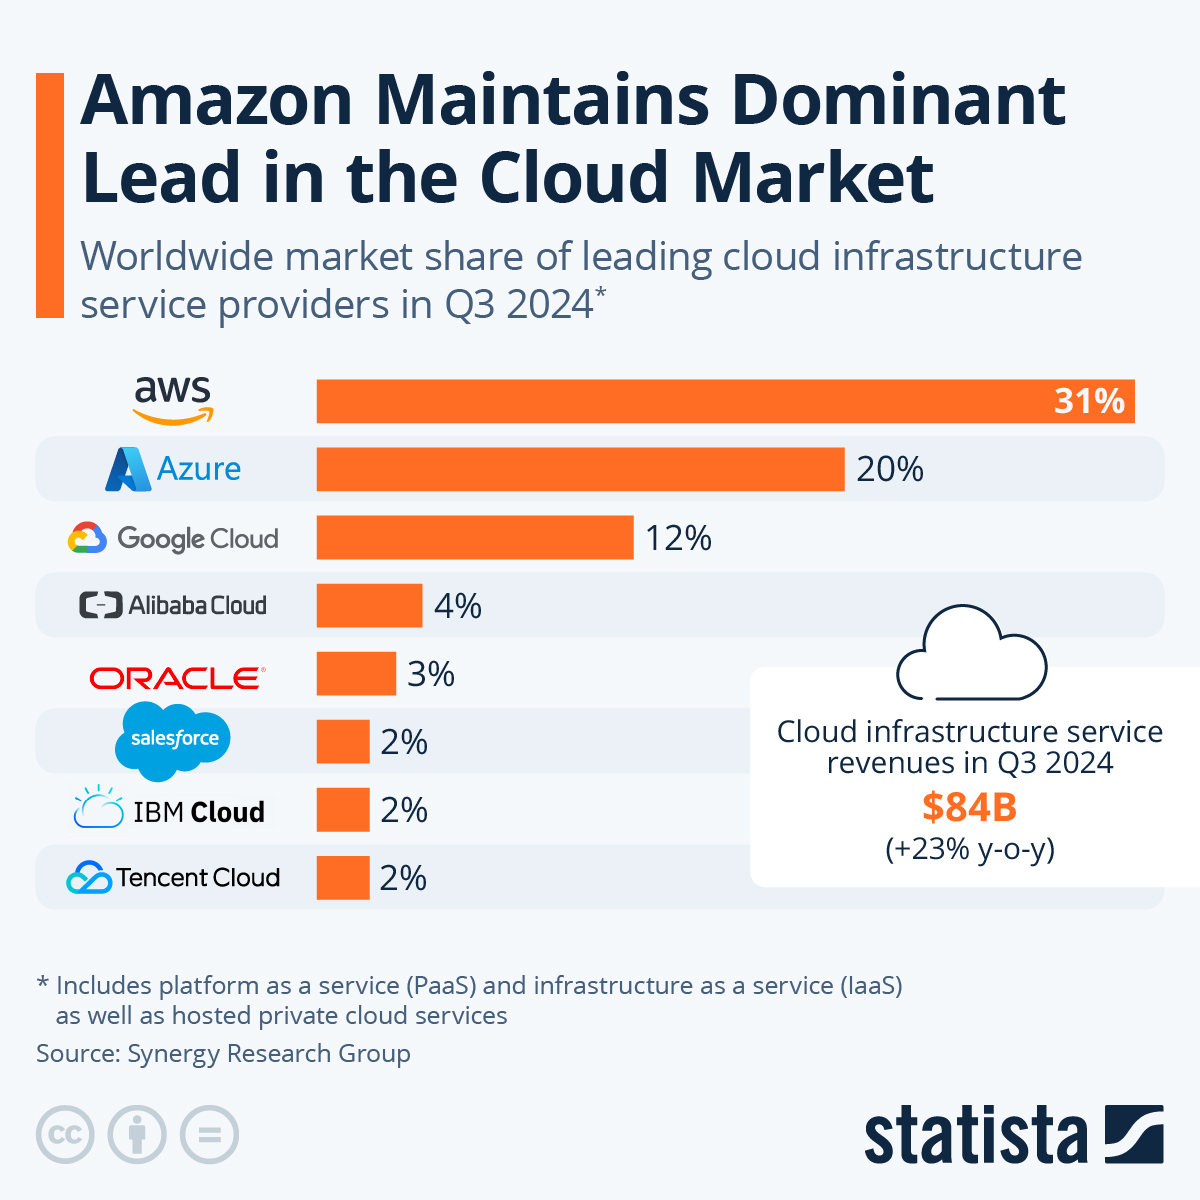 Amazon Maintains Dominant
Lead in the Cloud Market
Worldwide market share of leading cloud infrastructure
service providers in Q3 2024*
aws
31%
Azure
20%
Google Cloud
12%
Alibaba Cloud
4%
ORACLE®
3%
salesforce
2%
IBM Cloud
2%
Tencent Cloud
2%
Cloud infrastructure service
revenues in Q3 2024
$84B
(+23% y-o-y)
* Includes platform as a service (PaaS) and infrastructure as a service (IaaS)
as well as hosted private cloud services
Source: Synergy Research Group
cc
statista